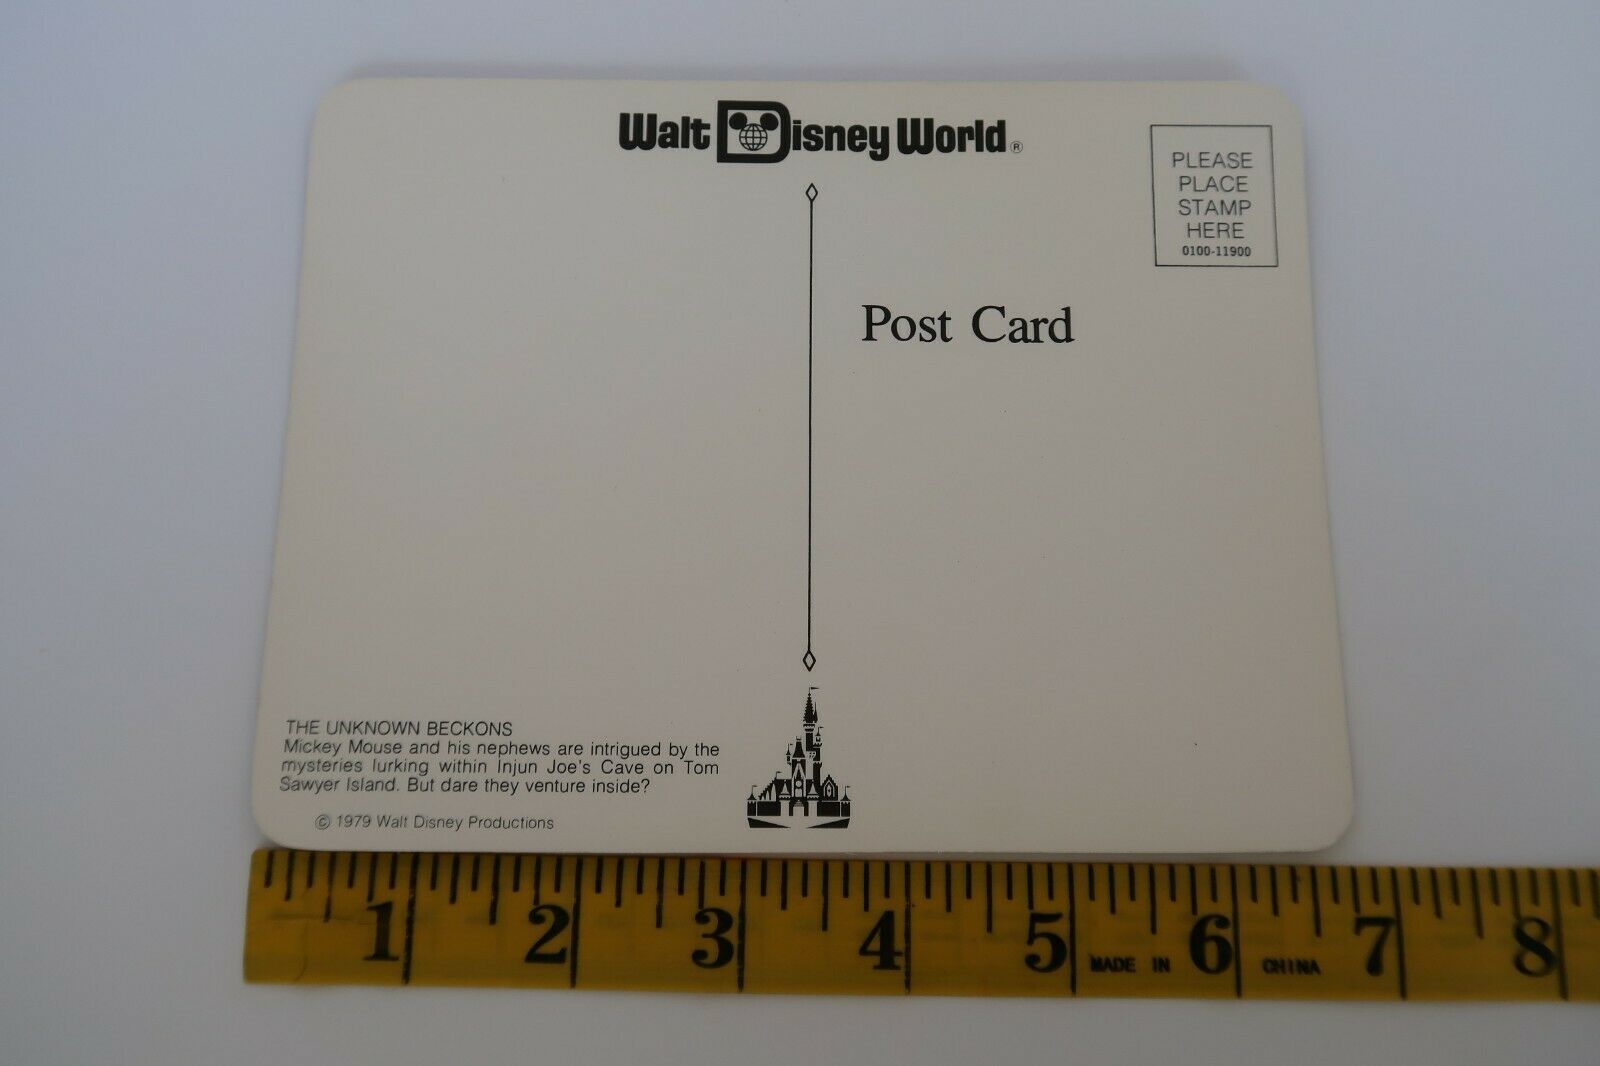 Walt Disney World®
PLEASE
PLACE
STAMP
HERE
0100-11900
Post Card
THE UNKNOWN BECKONS
Mickey Mouse and his nephews are intrigued by the
mysteries lurking within Injun Joe's Cave on Tom
Sawyer Island. But dare they venture inside?
© 1979 Walt Disney Productions
1 2 3 4 5 MADE IN 6 CHINA 7 8